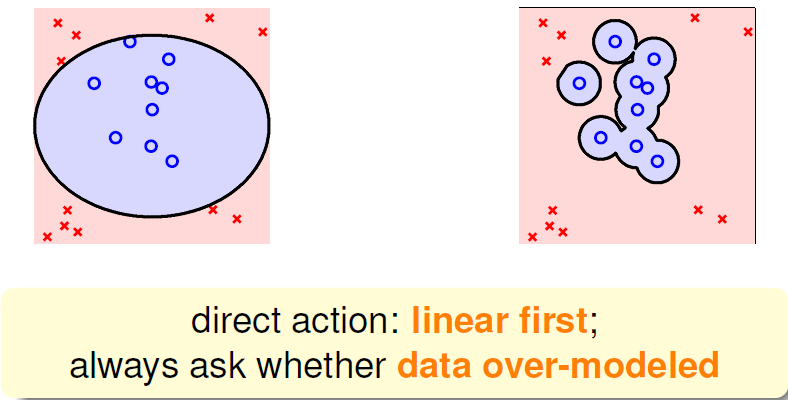 direct action: linear first;
always ask whether data over-modeled